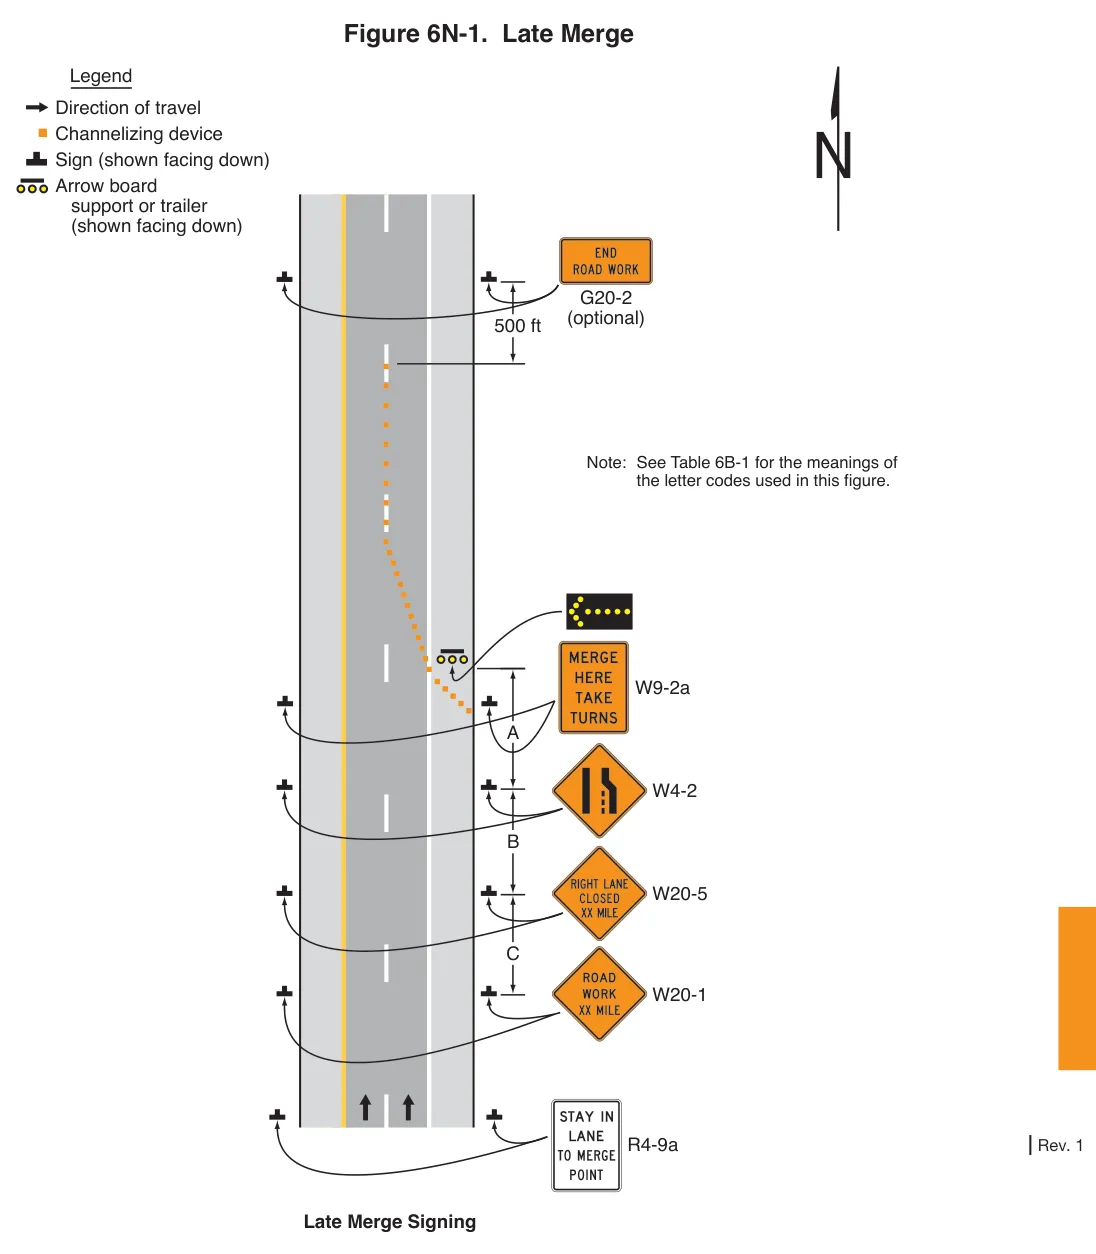 Figure 6N-1. Late Merge
Legend
Direction of travel
Channelizing device
Sign (shown facing down)
Arrow board
support or trailer
(shown facing down)
N
END
ROAD WORK
G20-2
(optional)
500 ft
Note: See Table 6B-1 for the meanings of
the letter codes used in this figure.
MERGE
HERE
TAKE
TURNS
W9-2a
A
W4-2
B
RIGHT LANE
CLOSED
XX MILE
W20-5
C
ROAD
WORK
XX MILE
W20-1
STAY IN
LANE
TO MERGE
POINT
R4-9a
Rev. 1
Late Merge Signing